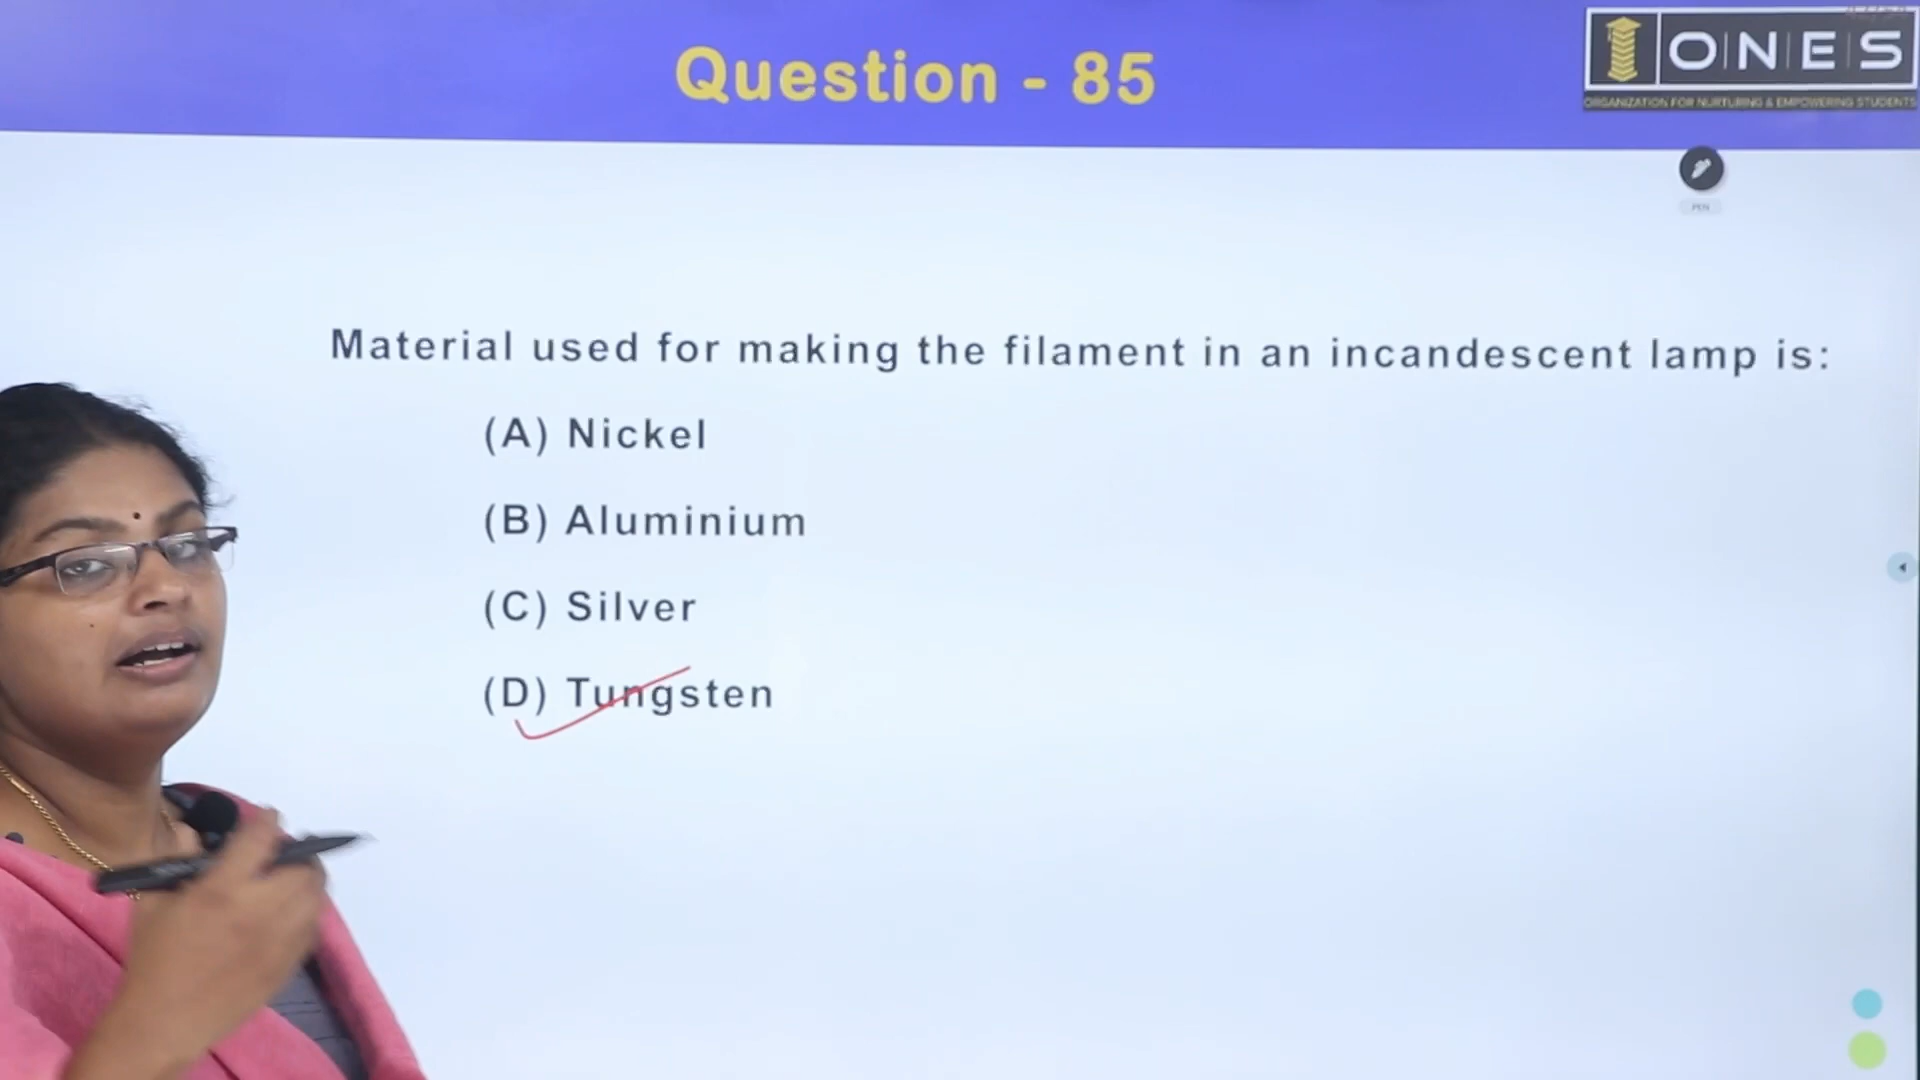 Question - 85
ONES
ORGANIZATION FOR NURTURING & EMPOWERING STUDENTS
PEN
Material used for making the filament in an incandescent lamp is:
(A) Nickel
(B) Aluminium
(C) Silver
(D) Tungsten